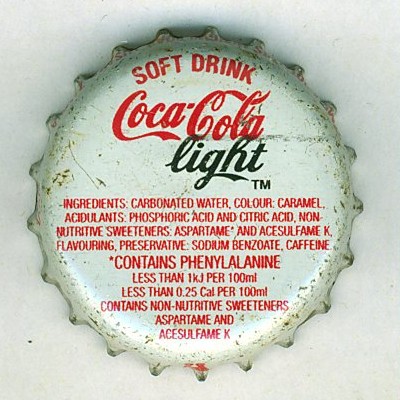 SOFT DRINK
Coca-Cola
light™
INGREDIENTS: CARBONATED WATER, COLOUR: CARAMEL,
ACIDULANTS: PHOSPHORIC ACID AND CITRIC ACID, NON-
NUTRITIVE SWEETENERS: ASPARTAME* AND ACESULFAME K,
FLAVOURING, PRESERVATIVE: SODIUM BENZOATE, CAFFEINE.
*CONTAINS PHENYLALANINE
LESS THAN 1kJ PER 100ml
LESS THAN 0.25 Cal PER 100ml
CONTAINS NON-NUTRITIVE SWEETENERS
ASPARTAME AND
ACESULFAME K